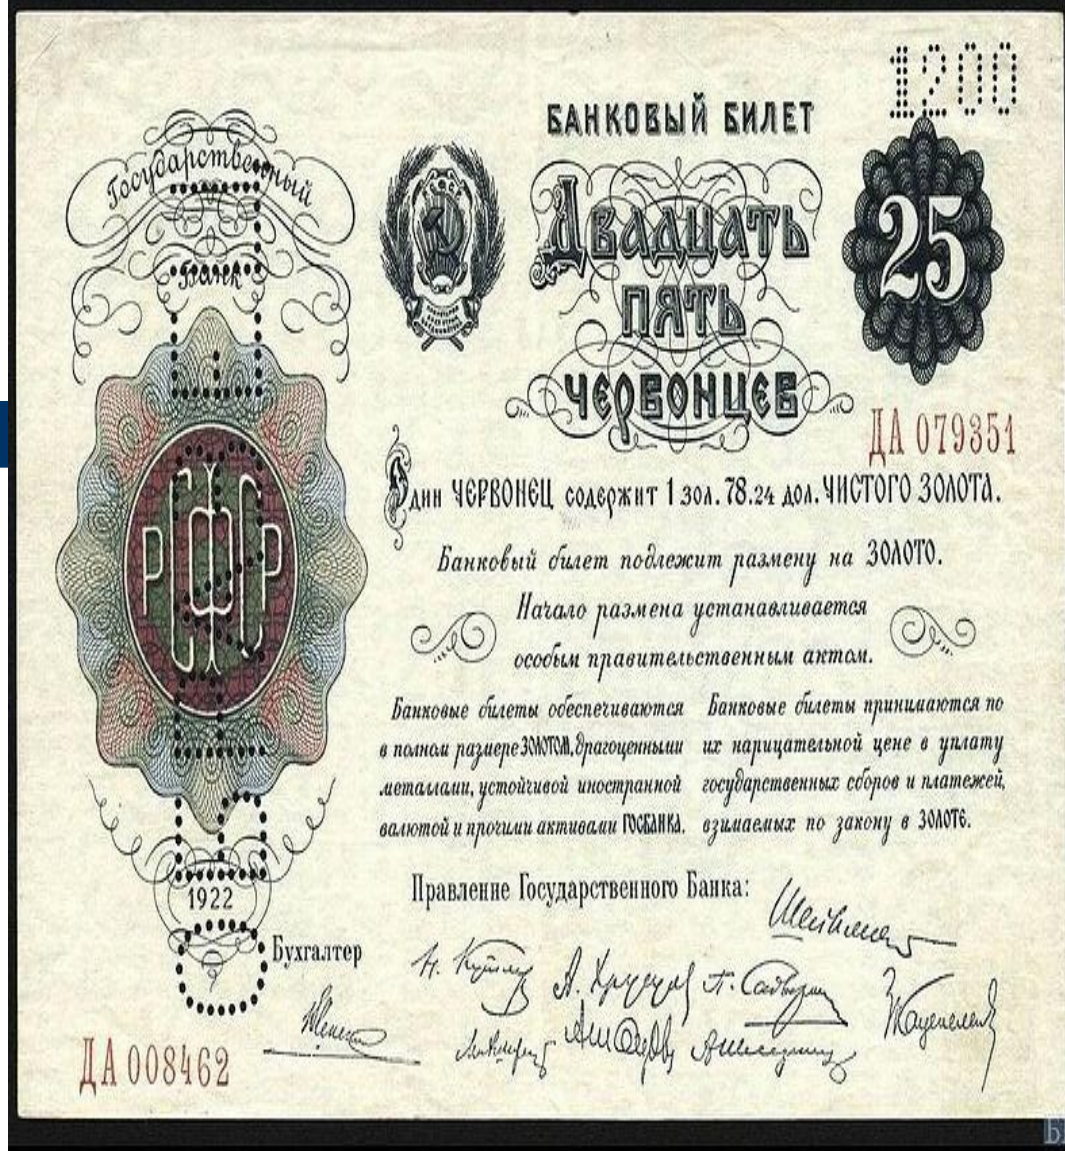 1200
БАНКОВЫЙ БИЛЕТ
Государственный
Банк
Двадцать
пять
червонцев
25
ДА 079351
Один ЧЕРВОНЕЦ содержит 1 зол. 78.24 дол. ЧИСТОГО ЗОЛОТА.
Банковый билет подлежит размену на ЗОЛОТО.
Начало размена устанавливается
особым правительственным актом.
РСФСР
Банковые билеты обеспечиваются
в полном размере ЗОЛОТОМ, драгоценными
металлами, устойчивой иностранной
валютой и прочими активами ГОСБАНКА.
Банковые билеты принимаются по
их нарицательной цене в уплату
государственных сборов и платежей,
взимаемых по закону в ЗОЛОТЕ.
Правление Государственного Банка:
1922
Бухгалтер
ДА 008462